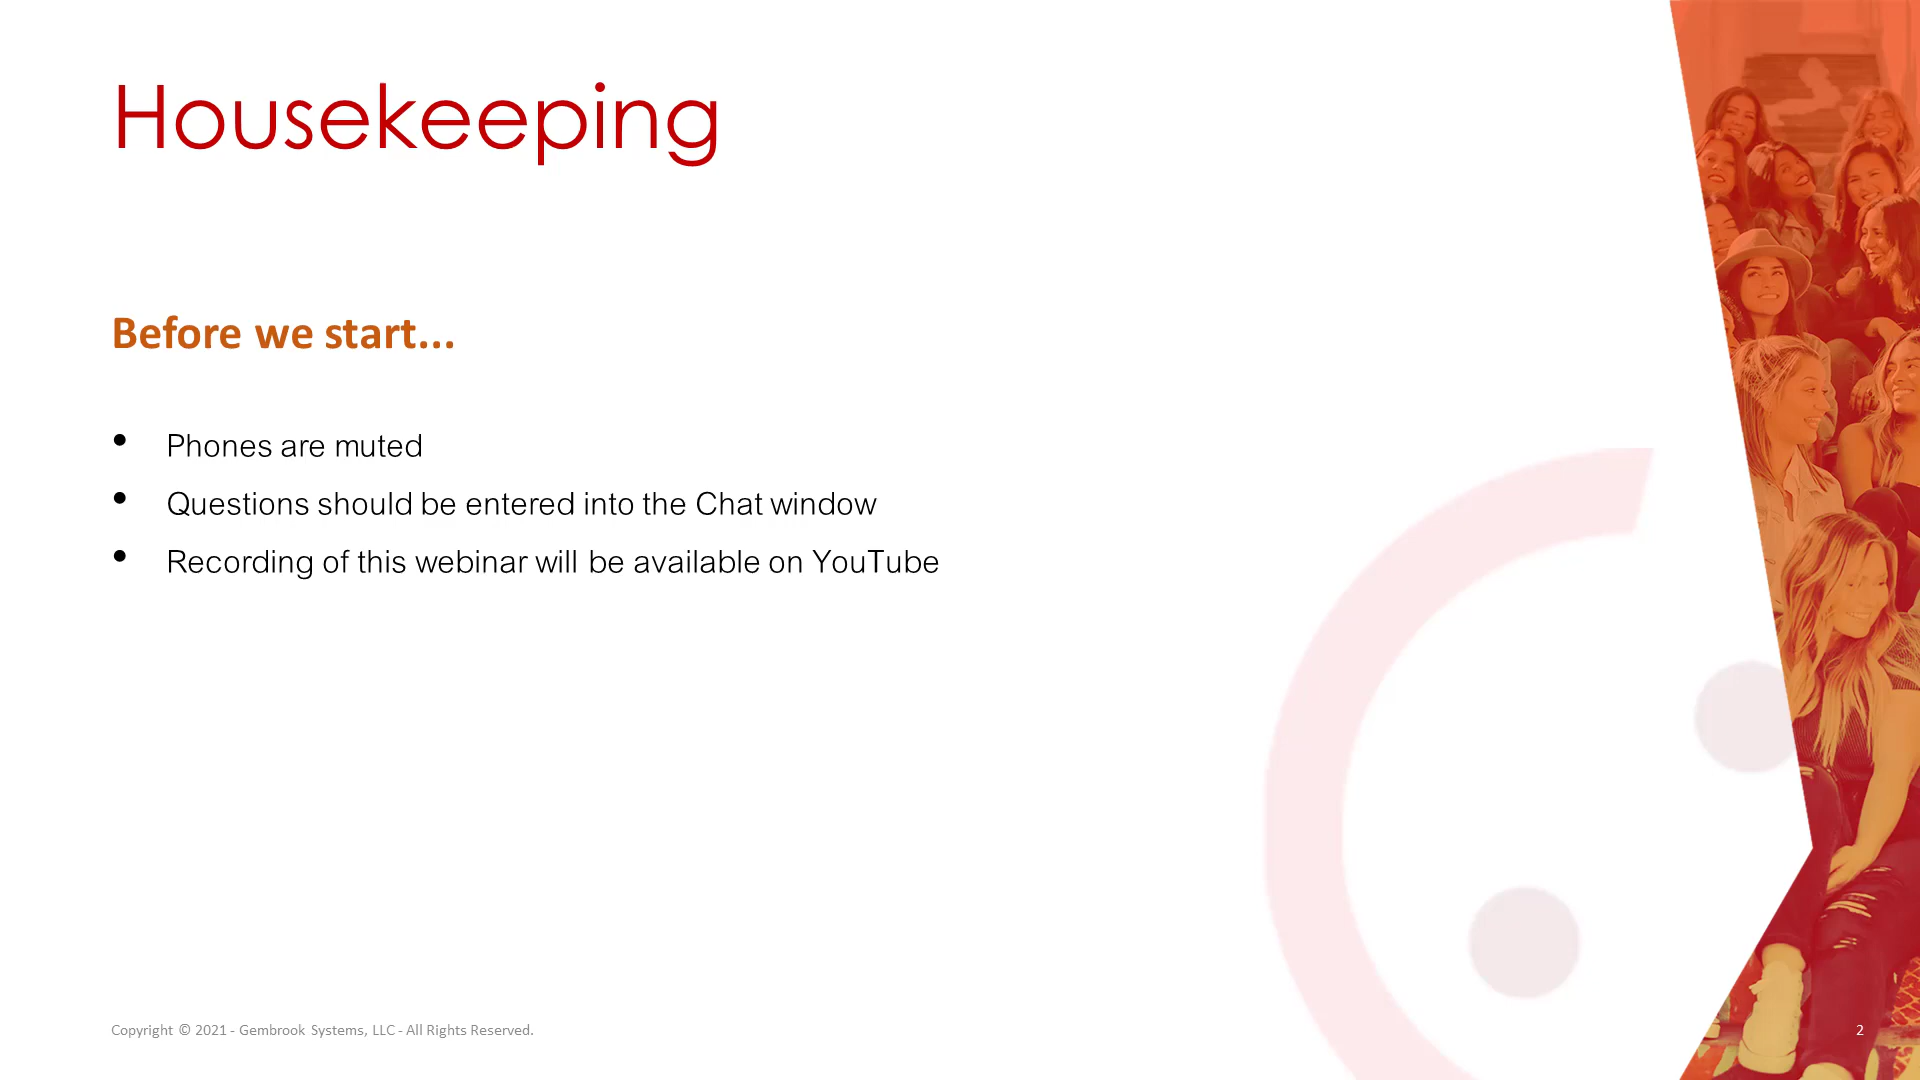 Housekeeping
Before we start...
• Phones are muted
• Questions should be entered into the Chat window
• Recording of this webinar will be available on YouTube
Copyright © 2021 - Gembrook Systems, LLC - All Rights Reserved.
2